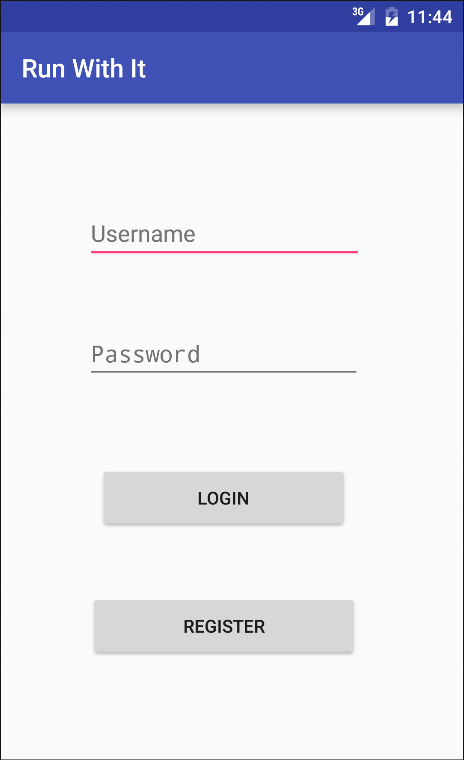 3G 11:44
Run With It
Username
Password
LOGIN
REGISTER